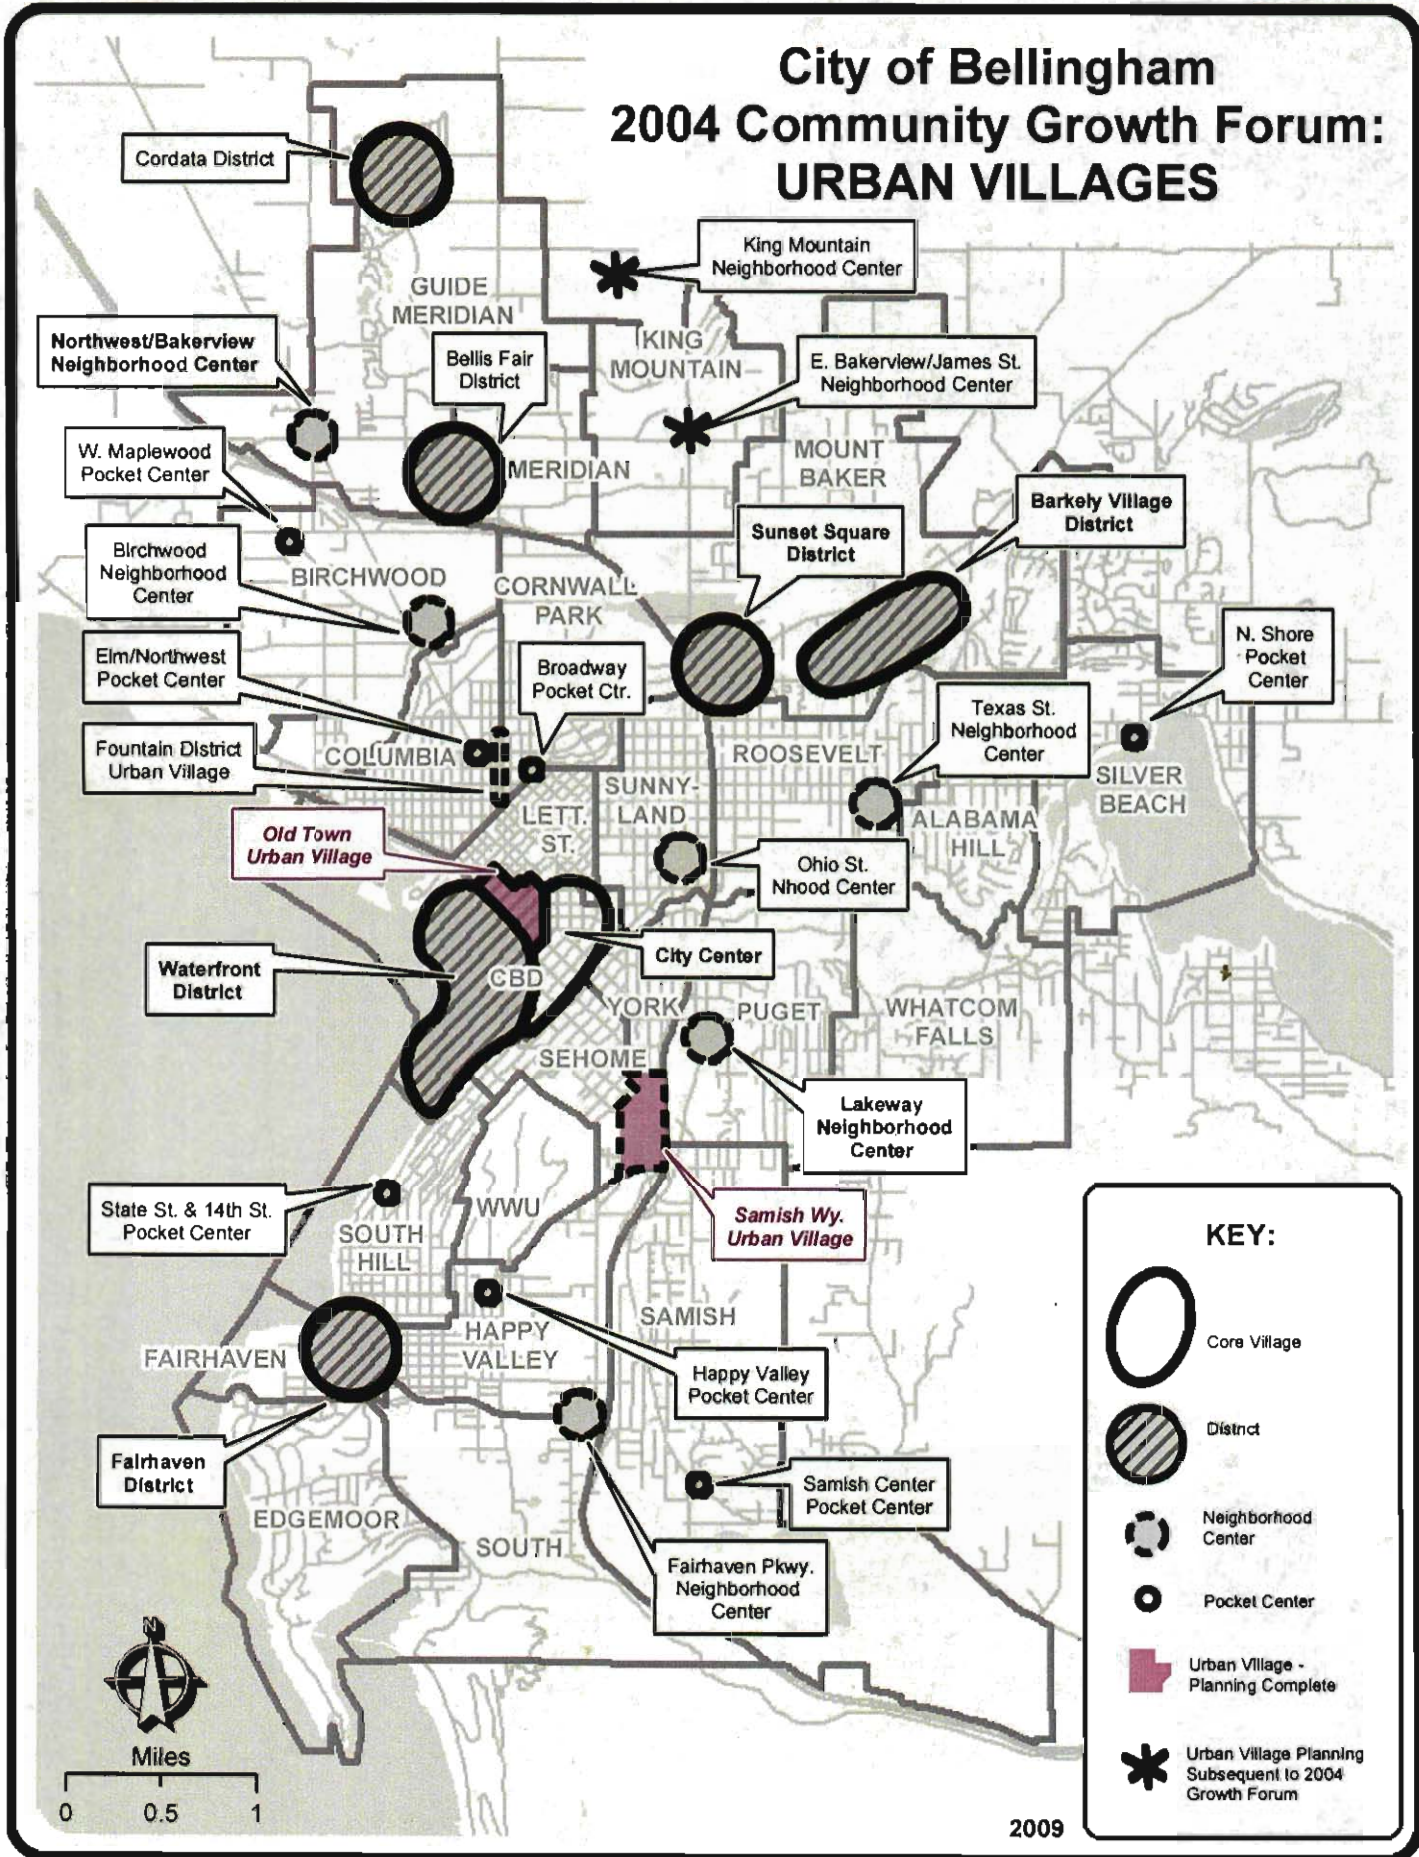 City of Bellingham
2004 Community Growth Forum:
URBAN VILLAGES
Cordata District
King Mountain
Neighborhood Center
GUIDE
MERIDIAN
Northwest/Bakerview
Neighborhood Center
Bellis Fair
District
KING
MOUNTAIN
E. Bakerview/James St.
Neighborhood Center
W. Maplewood
Pocket Center
MERIDIAN
MOUNT
BAKER
Barkely Village
District
Sunset Square
District
Birchwood
Neighborhood
Center
BIRCHWOOD
CORNWALL
PARK
N. Shore
Pocket
Center
Elm/Northwest
Pocket Center
Broadway
Pocket Ctr.
Texas St.
Neighborhood
Center
Fountain District
Urban Village
COLUMBIA
ROOSEVELT
SUNNY-
LAND
SILVER
BEACH
LETT.
ST.
ALABAMA
HILL
Old Town
Urban Village
Ohio St.
Nhood Center
City Center
Waterfront
District
CBD
YORK
PUGET
WHATCOM
FALLS
SEHOME
Lakeway
Neighborhood
Center
State St. & 14th St.
Pocket Center
WWU
SOUTH
HILL
Samish Wy.
Urban Village
SAMISH
HAPPY
VALLEY
FAIRHAVEN
Happy Valley
Pocket Center
Fairhaven
District
Samish Center
Pocket Center
EDGEMOOR
SOUTH
Fairhaven Pkwy.
Neighborhood
Center
KEY:
Core Village
District
Neighborhood
Center
Pocket Center
Urban Village -
Planning Complete
Urban Village Planning
Subsequent to 2004
Growth Forum
N
Miles
0 0.5 1
2009